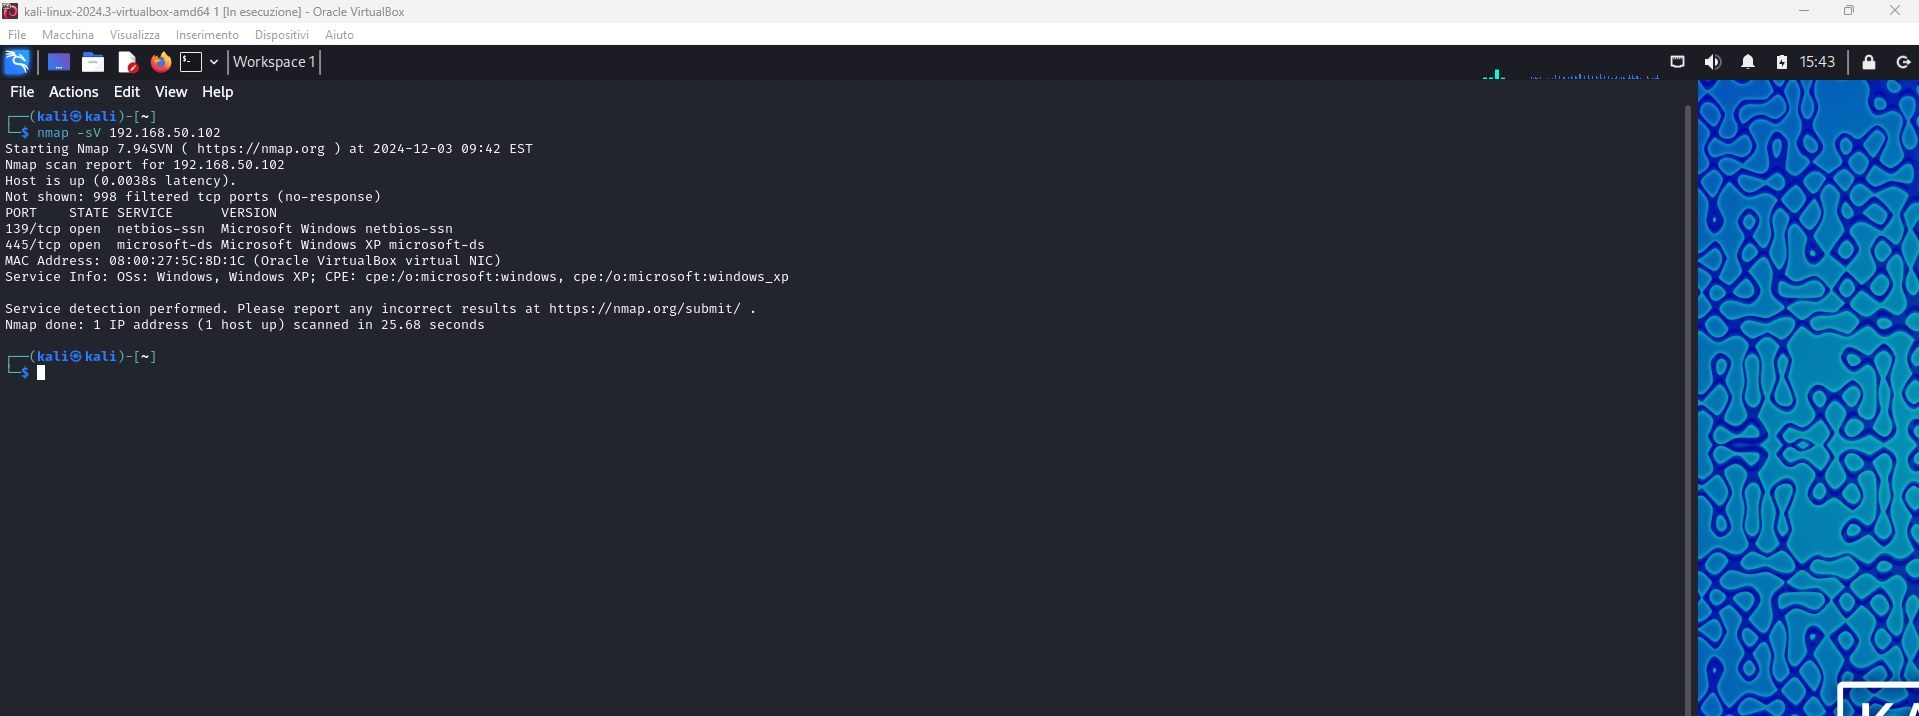 kali-linux-2024.3-virtualbox-amd64 1 [In esecuzione] - Oracle VirtualBox
File Macchina Visualizza Inserimento Dispositivi Aiuto
Workspace 1 15:43
File Actions Edit View Help
┌──(kali㉿kali)-[~]
└─$ nmap -sV 192.168.50.102
Starting Nmap 7.94SVN ( https://nmap.org ) at 2024-12-03 09:42 EST
Nmap scan report for 192.168.50.102
Host is up (0.0038s latency).
Not shown: 998 filtered tcp ports (no-response)
PORT    STATE SERVICE      VERSION
139/tcp open  netbios-ssn  Microsoft Windows netbios-ssn
445/tcp open  microsoft-ds Microsoft Windows XP microsoft-ds
MAC Address: 08:00:27:5C:8D:1C (Oracle VirtualBox virtual NIC)
Service Info: OSs: Windows, Windows XP; CPE: cpe:/o:microsoft:windows, cpe:/o:microsoft:windows_xp
Service detection performed. Please report any incorrect results at https://nmap.org/submit/ .
Nmap done: 1 IP address (1 host up) scanned in 25.68 seconds
┌──(kali㉿kali)-[~]
└─$